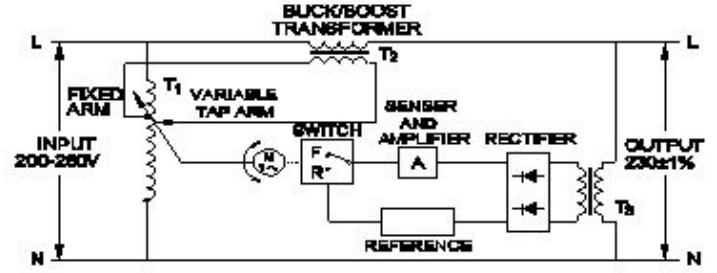 BUCK/BOOST
TRANSFORMER
L
L
T2
T1
FIXED
ARM
VARIABLE
TAP ARM
SENSER
AND
AMPLIFIER
SWITCH
RECTIFIER
INPUT
200-260V
OUTPUT
230±1%
M
F
R
A
T3
REFERENCE
N
N